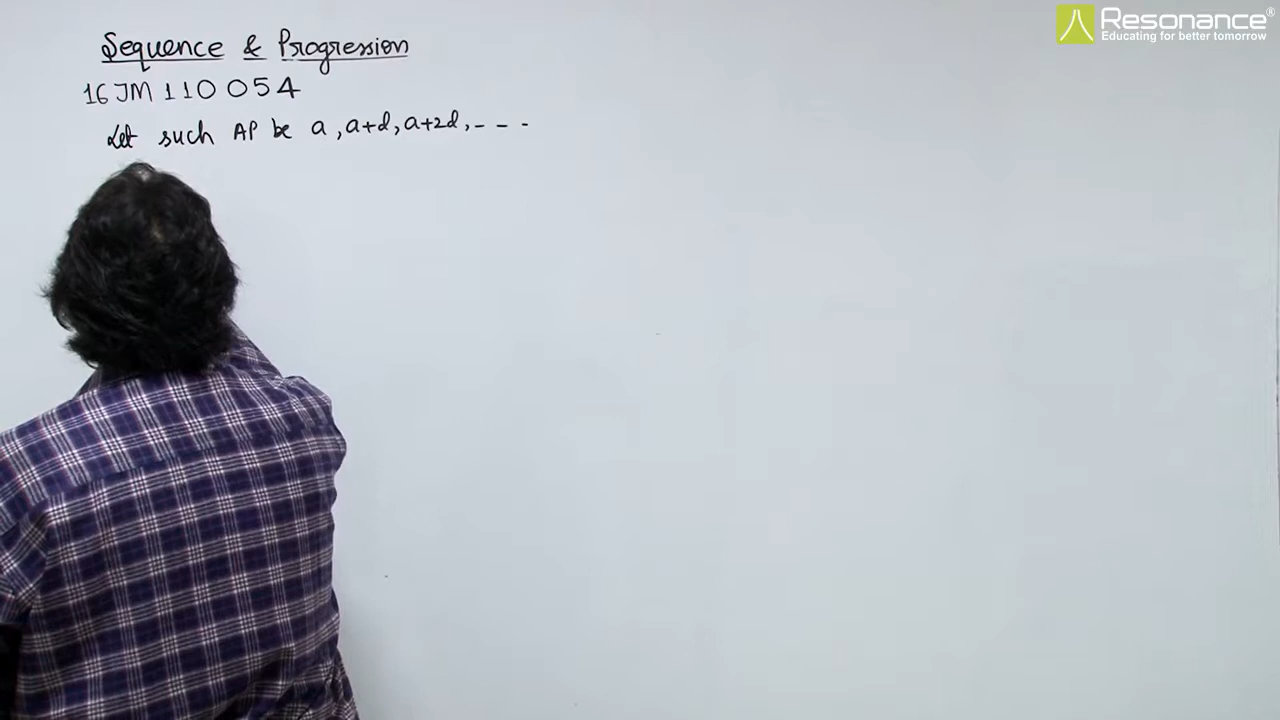 Sequence & Progression
16JM110054
Let such AP be a, a+d, a+2d, - - -
Resonance®
Educating for better tomorrow